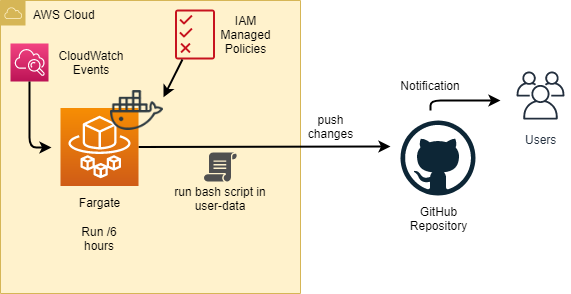 AWS Cloud
IAM
Managed
Policies
CloudWatch
Events
Fargate
Run /6
hours
run bash script in
user-data
push
changes
Notification
Users
GitHub
Repository